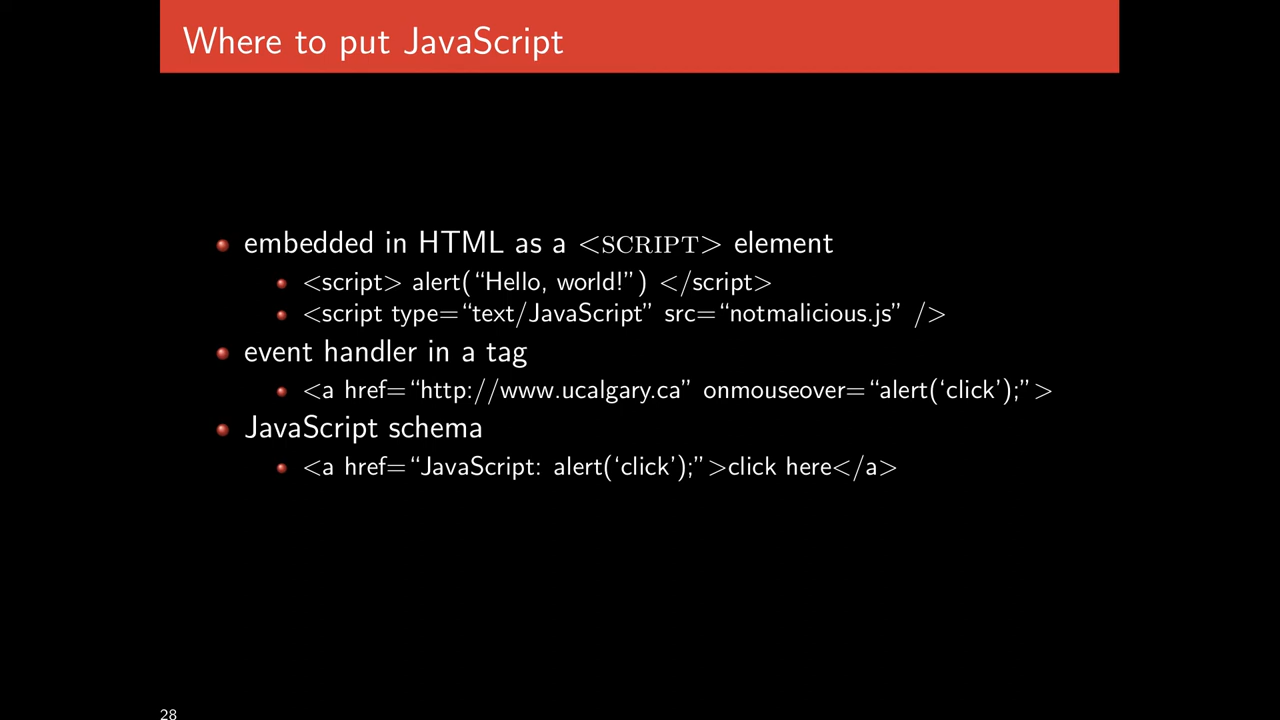 Where to put JavaScript
embedded in HTML as a <SCRIPT> element
<script> alert(“Hello, world!”) </script>
<script type=“text/JavaScript” src=“notmalicious.js” />
event handler in a tag
<a href=“http://www.ucalgary.ca” onmouseover=“alert(‘click’);”>
JavaScript schema
<a href=“JavaScript: alert(‘click’);”>click here</a>
28